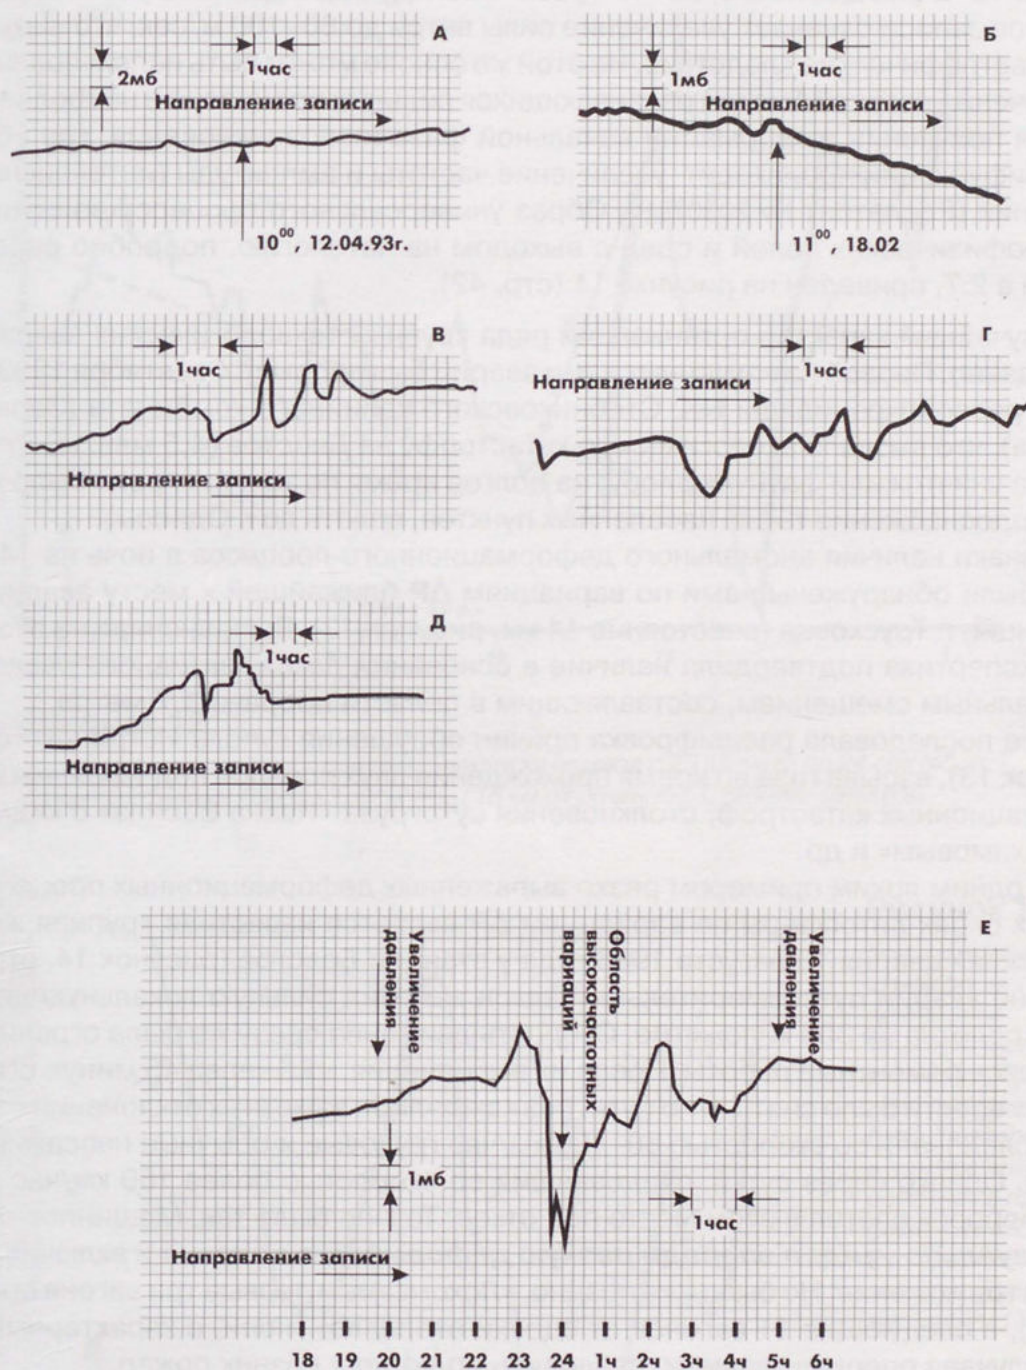 А
2мб
1час
Направление записи
10⁰⁰ 12.04.93г.
Б
1мб
1час
Направление записи
11⁰⁰, 18.02
В
1час
Направление записи
Г
1час
Направление записи
Д
1час
Направление записи
Е
Увеличение
давления
Область
высокочастотных
вариаций
Увеличение
давления
1мб
1час
Направление записи
18 19 20 21 22 23 24 1ч 2ч 3ч 4ч 5ч 6ч